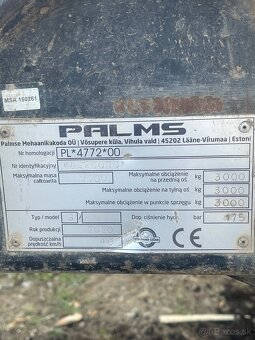 MSA 150261
PALMS
Palmse Mehaanikakoda OÜ / Võsupere küla, Vihula vald / 45202 Lääne-Virumaa / Estonia
Nr homologacji PL*4772*00
Nr identyfikacyjny
Maksymalna masa całkowita kg Maksymalne obciążenie na przednią oś kg 3000
Maksymalne obciążenie na tylną oś kg 3000
Maksymalne obciążenie w punkcie sprzęgu kg 3000
Typ / model Dop. ciśnienie hydr. bar 175
Rok produkcji
Dopuszczalna prędkość km/h
CE
bazos.sk